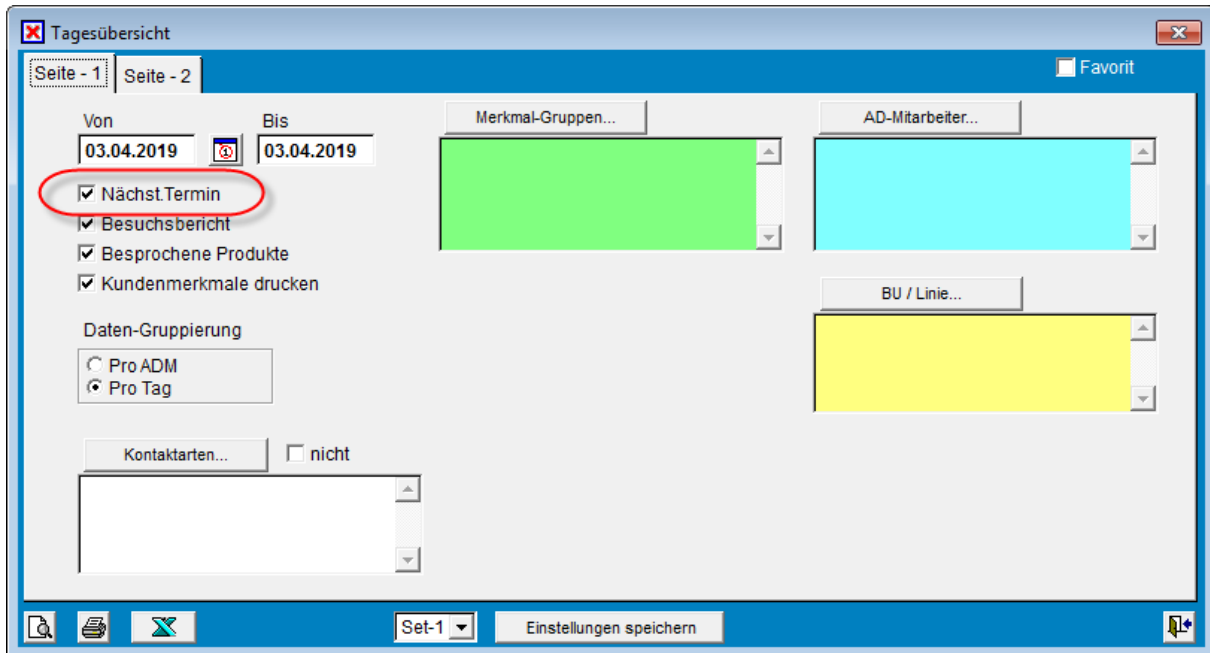 Tagesübersicht
Seite - 1
Seite - 2
Favorit
Von
Bis
03.04.2019
03.04.2019
Nächst.Termin
Besuchsbericht
Besprochene Produkte
Kundenmerkmale drucken
Daten-Gruppierung
Pro ADM
Pro Tag
Kontaktarten...
nicht
Merkmal-Gruppen...
AD-Mitarbeiter...
BU / Linie...
Set-1
Einstellungen speichern